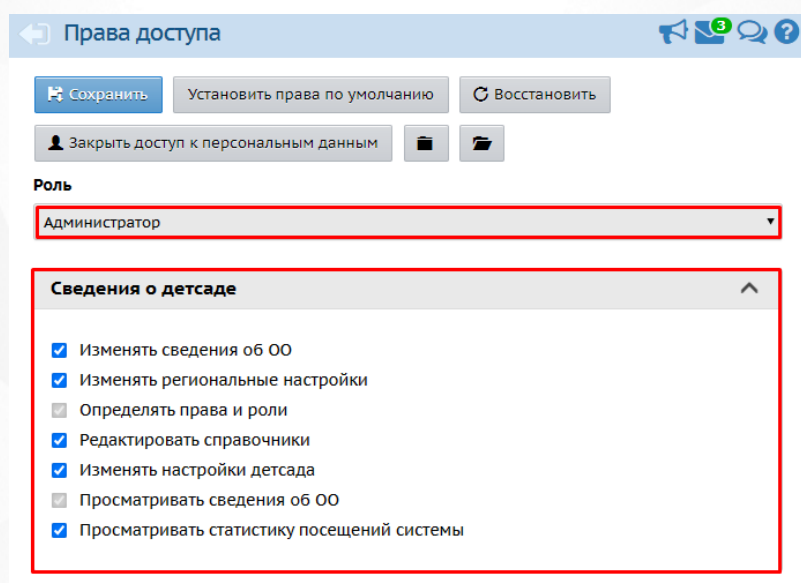 Права доступа
3
Сохранить
Установить права по умолчанию
Восстановить
Закрыть доступ к персональным данным
Роль
Администратор
Сведения о детсаде
Изменять сведения об ОО
Изменять региональные настройки
Определять права и роли
Редактировать справочники
Изменять настройки детсада
Просматривать сведения об ОО
Просматривать статистику посещений системы